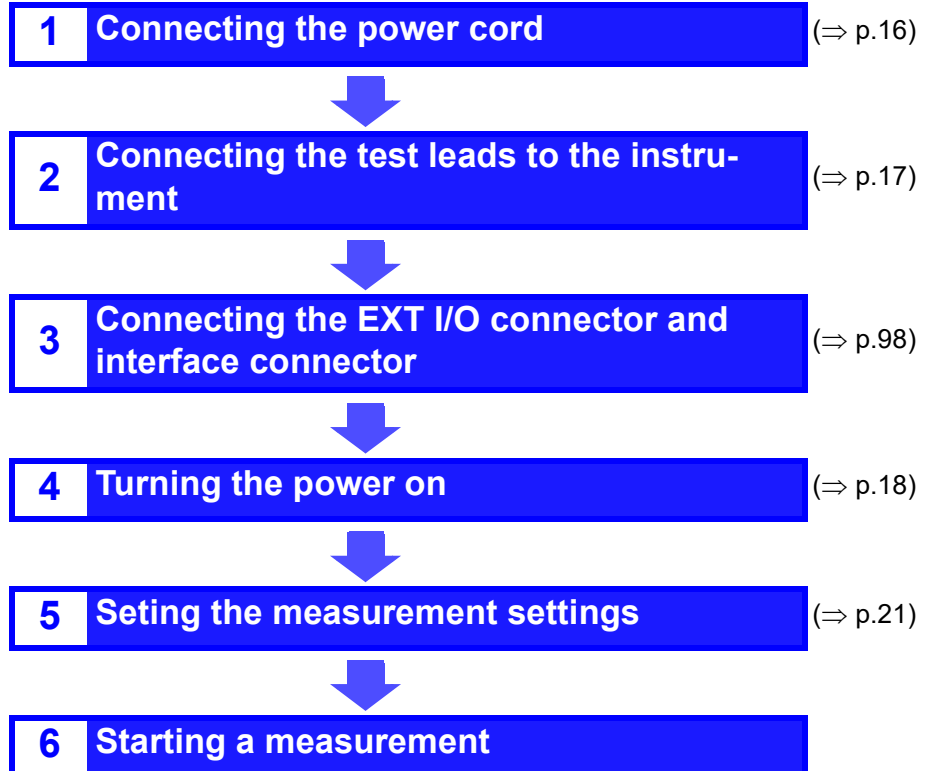 1 Connecting the power cord (⇒ p.16)
2 Connecting the test leads to the instru-
ment (⇒ p.17)
3 Connecting the EXT I/O connector and
interface connector (⇒ p.98)
4 Turning the power on (⇒ p.18)
5 Seting the measurement settings (⇒ p.21)
6 Starting a measurement